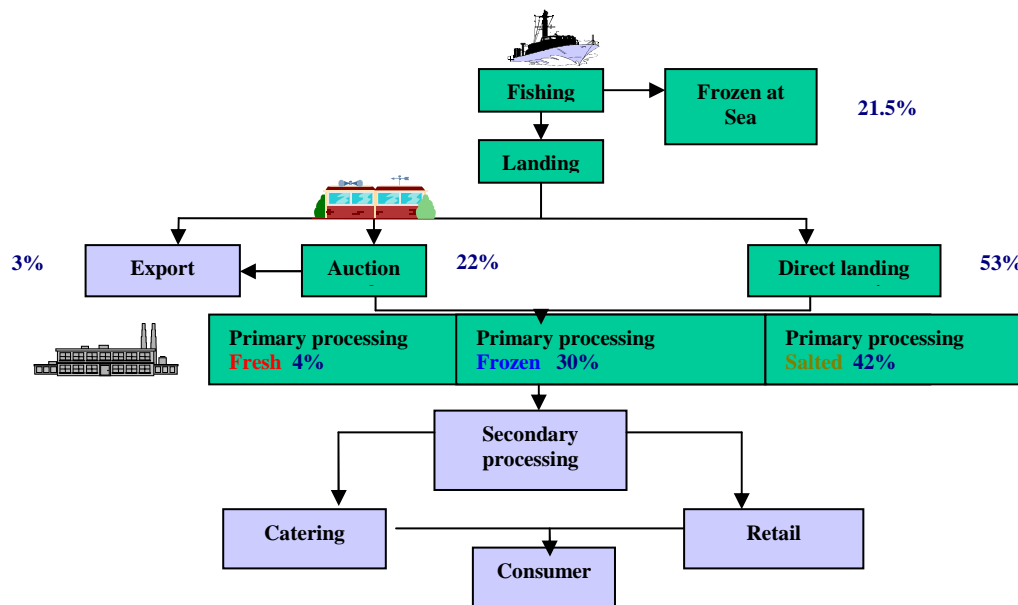 Fishing
Frozen at
Sea
21.5%
Landing
3%
Export
Auction
22%
Direct landing
53%
Primary processing
Fresh 4%
Primary processing
Frozen 30%
Primary processing
Salted 42%
Secondary
processing
Catering
Retail
Consumer